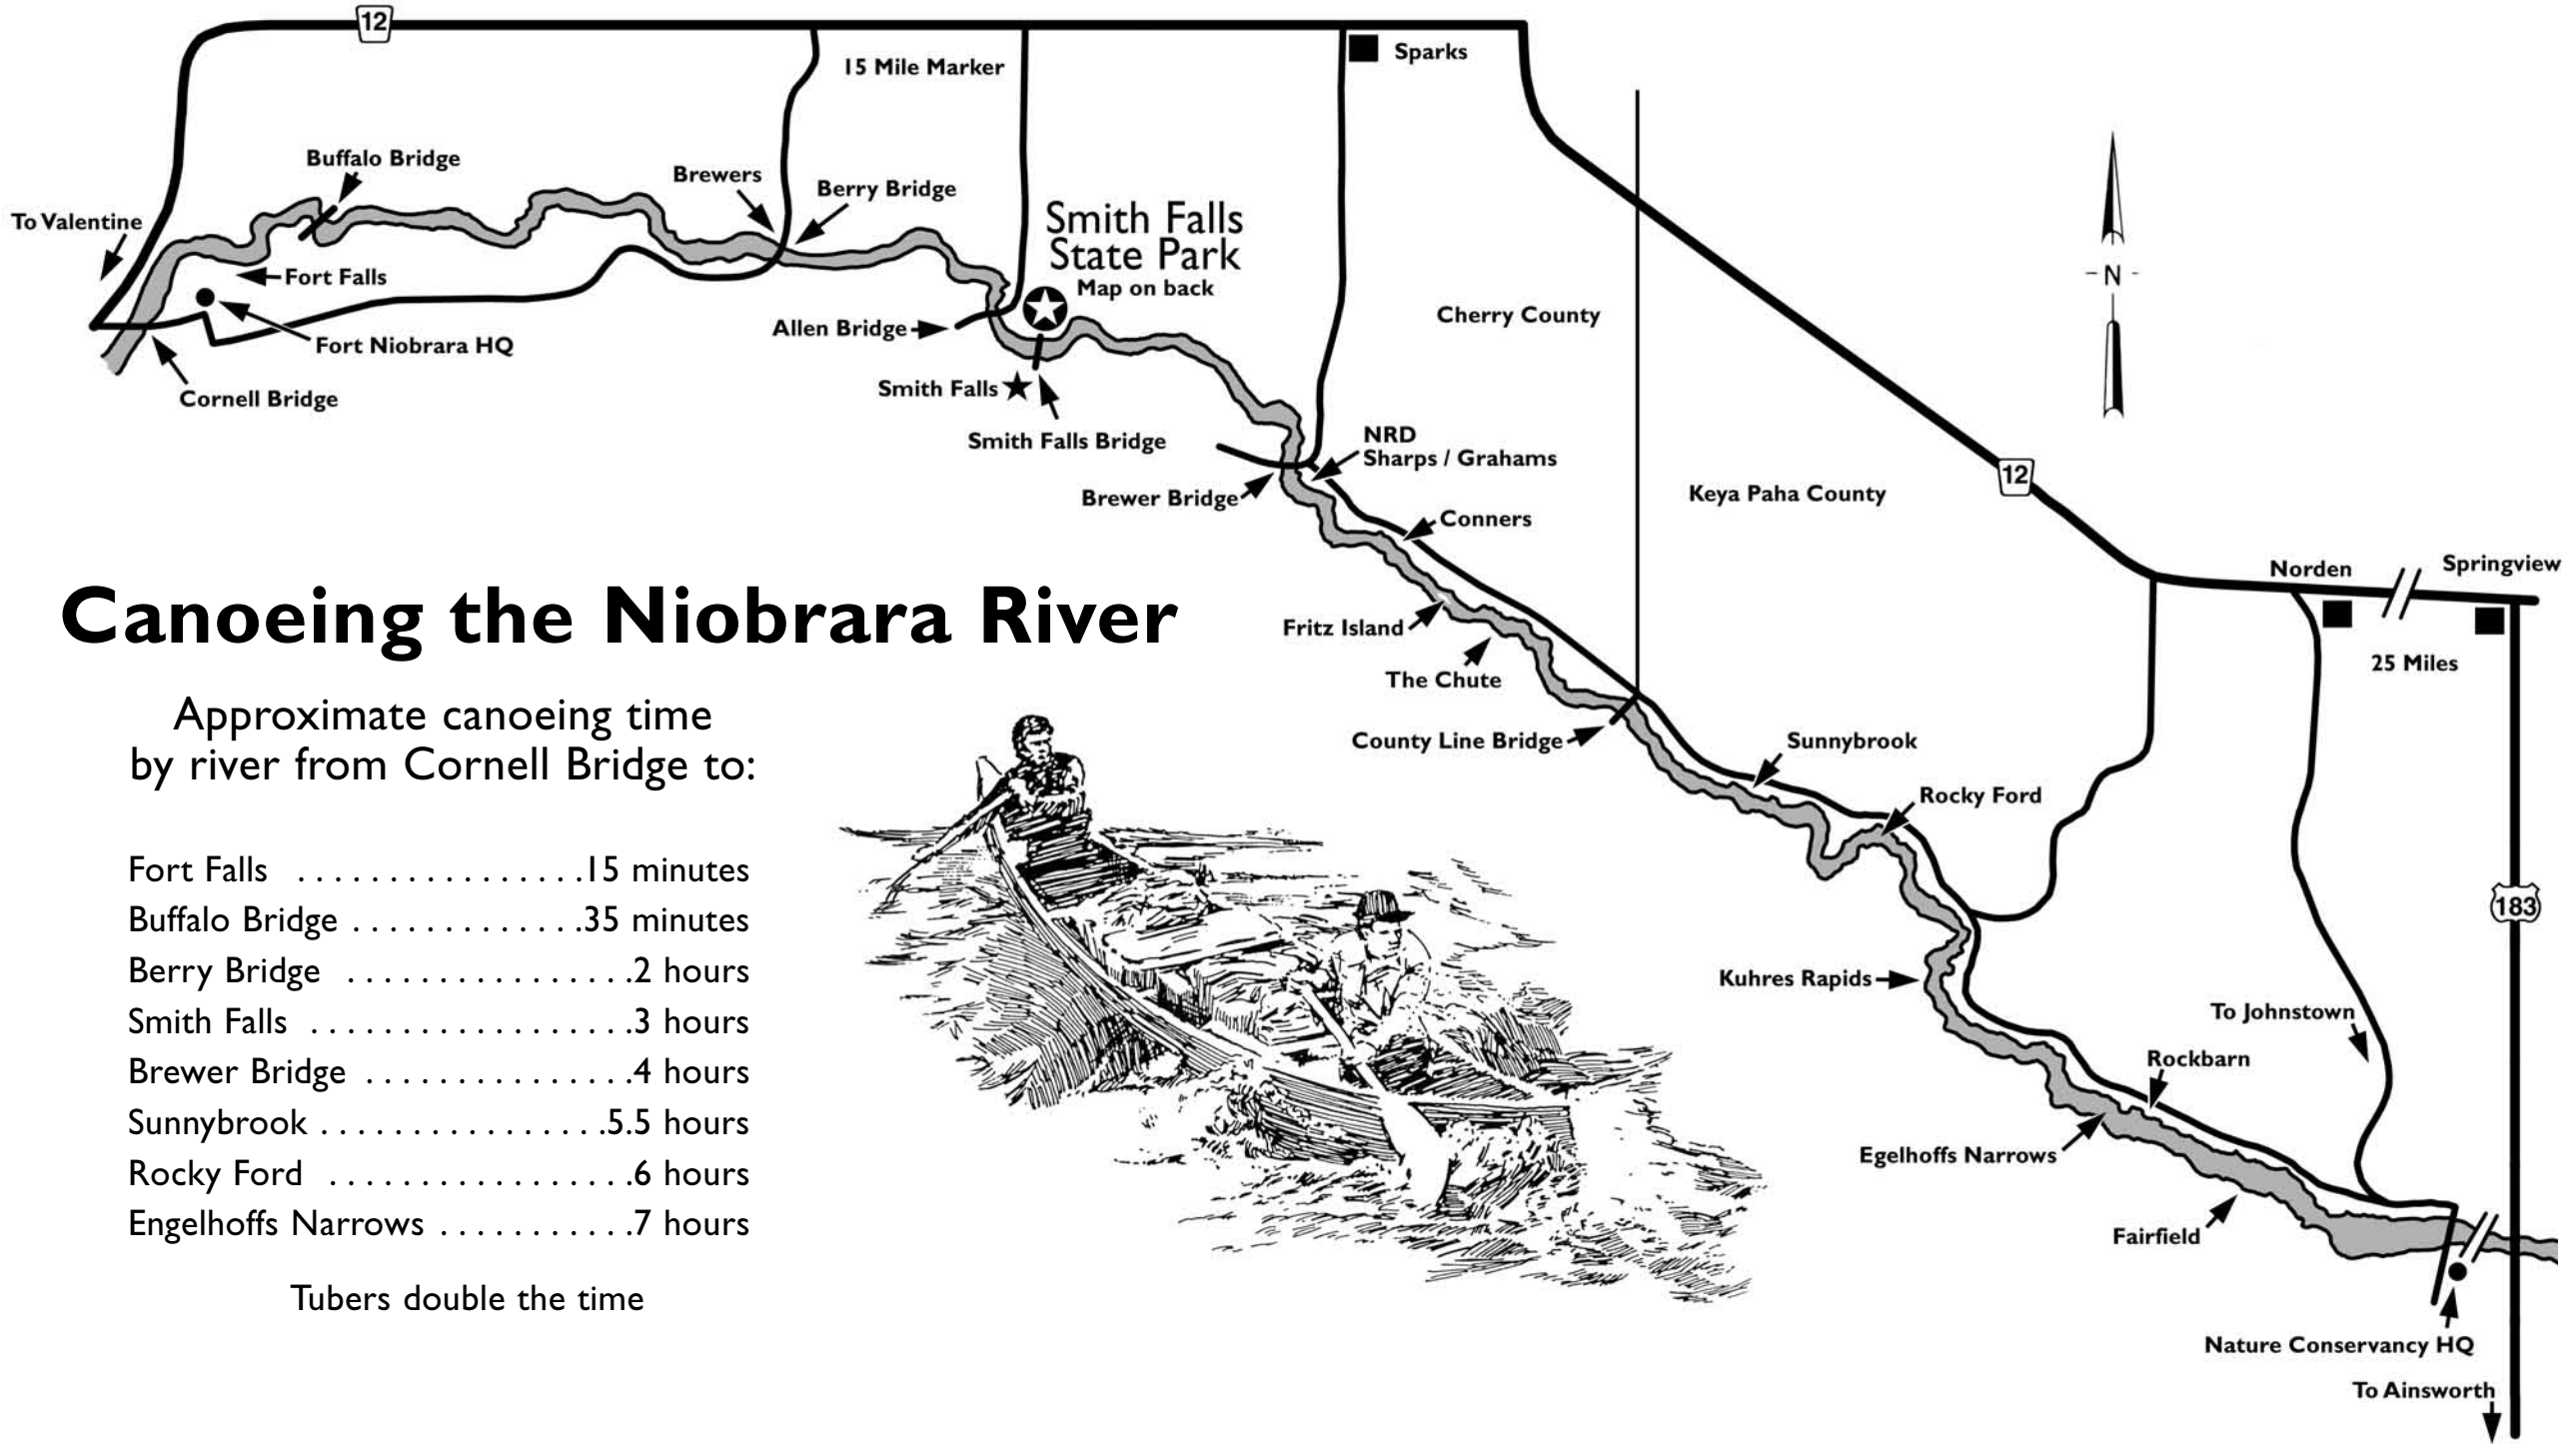 12
Sparks
15 Mile Marker
Buffalo Bridge
Brewers
Berry Bridge
To Valentine
Smith Falls
State Park
Map on back
Fort Falls
Allen Bridge
Fort Niobrara HQ
Cornell Bridge
Smith Falls
Smith Falls Bridge
Cherry County
- N -
NRD
Sharps / Grahams
Brewer Bridge
Conners
Keya Paha County
12
Norden
Springview
25 Miles
Fritz Island
The Chute
County Line Bridge
Sunnybrook
Rocky Ford
183
Kuhres Rapids
To Johnstown
Rockbarn
Egelhoffs Narrows
Fairfield
Nature Conservancy HQ
To Ainsworth
Canoeing the Niobrara River
Approximate canoeing time
by river from Cornell Bridge to:
Fort Falls . . . . . . . . . . . . . . . .15 minutes
Buffalo Bridge . . . . . . . . . . . . .35 minutes
Berry Bridge . . . . . . . . . . . . . . . .2 hours
Smith Falls . . . . . . . . . . . . . . . . . .3 hours
Brewer Bridge . . . . . . . . . . . . . . .4 hours
Sunnybrook . . . . . . . . . . . . . . . .5.5 hours
Rocky Ford . . . . . . . . . . . . . . . . .6 hours
Engelhoffs Narrows . . . . . . . . . . .7 hours
Tubers double the time